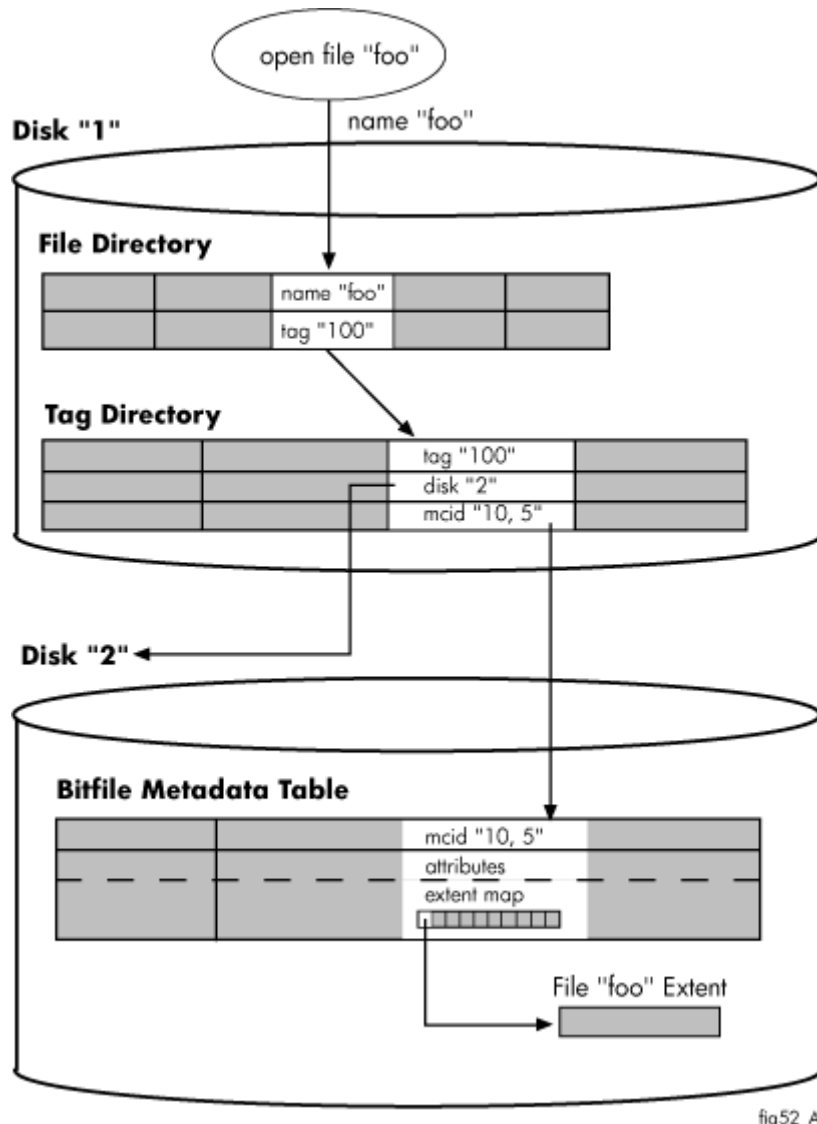 open file "foo"
name "foo"
Disk "1"
File Directory
name "foo"
tag "100"
Tag Directory
tag "100"
disk "2"
mcid "10, 5"
Disk "2"
Bitfile Metadata Table
mcid "10, 5"
attributes
extent map
File "foo" Extent
fig52_A